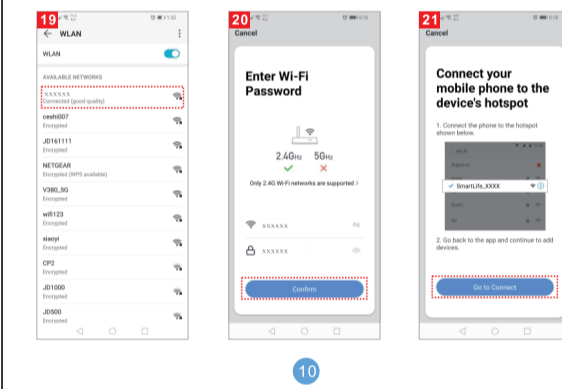 19
1:32
← WLAN
WLAN
AVAILABLE NETWORKS
XXXXXX
Connected (good quality)
ceshi007
Encrypted
JD161111
Encrypted
NETGEAR
Encrypted (WPS available)
V380_5G
Encrypted
wifi123
Encrypted
xiaoyi
Encrypted
CP2
Encrypted
JD1000
Encrypted
JD500
Encrypted
20
Cancel
Enter Wi-Fi
Password
2.4GHz 5GHz
Only 2.4G Wi-Fi networks are supported >
XXXXXX
XXXXXX
Confirm
21
Cancel
Connect your
mobile phone to the
device's hotspot
1. Connect the phone to the hotspot
shown below.
SmartLife_XXXX
2. Go back to the app and continue to add
devices.
Go to Connect
10